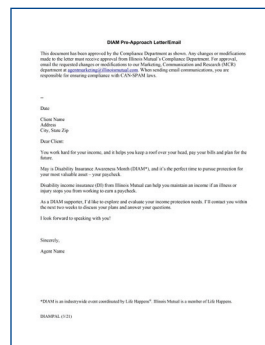 DIAM Pre-Approach Letter/Email
This document has been approved by the Compliance Department as shown. Any changes or modifications
made to the letter must receive approval from Illinois Mutual's Compliance Department. For approval,
email the requested changes or modifications to our Marketing, Communication and Research (MCR)
department at agentmarketing@illinoismutual.com. When sending email communications, you are
responsible for ensuring compliance with CAN-SPAM laws.
--
Date
Client Name
Address
City, State Zip
Dear Client:
You work hard for your income, and it helps you keep a roof over your head, pay your bills and plan for the
future.
May is Disability Insurance Awareness Month (DIAM*), and it's the perfect time to pursue protection for
your most valuable asset – your paycheck.
Disability income insurance (DI) from Illinois Mutual can help you maintain an income if an illness or
injury stops you from working to earn a paycheck.
As a DIAM supporter, I'd like to explore and evaluate your income protection needs. I'll contact you within
the next two weeks to discuss your plans and answer your questions.
I look forward to speaking with you!
Sincerely,
Agent Name
*DIAM is an industrywide event coordinated by Life Happens®. Illinois Mutual is a member of Life Happens.
DIAMPAL (3/21)